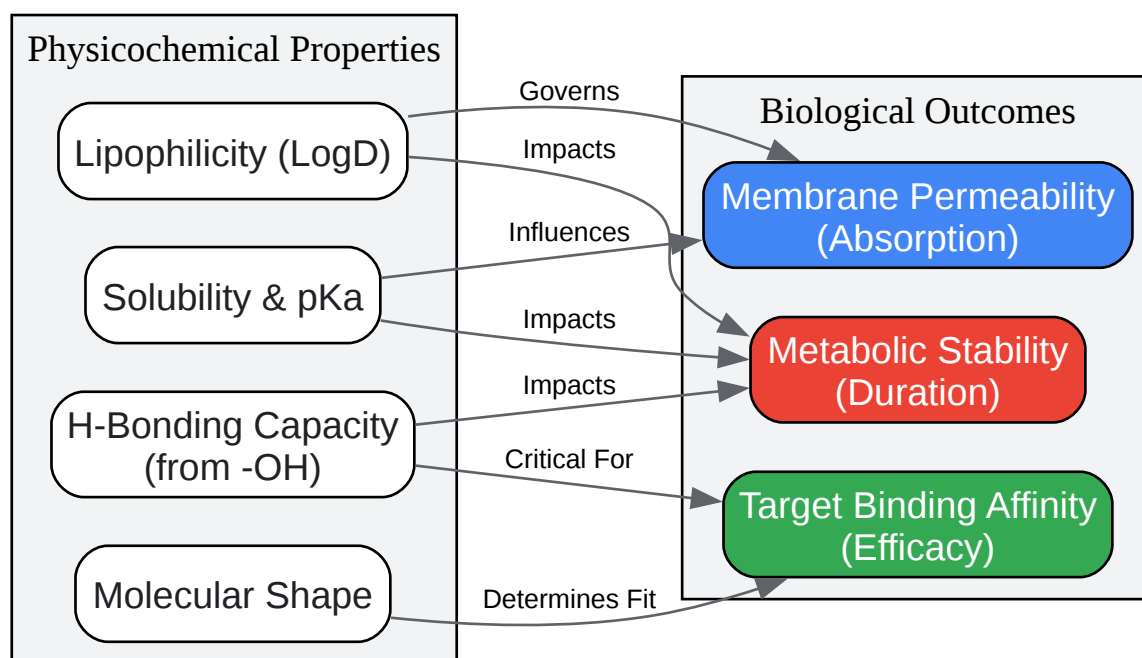 Physicochemical Properties
Lipophilicity (LogD)
Solubility & pKa
H-Bonding Capacity
(from -OH)
Molecular Shape
Governs
Impacts
Influences
Impacts
Impacts
Critical For
Determines Fit
Biological Outcomes
Membrane Permeability
(Absorption)
Metabolic Stability
(Duration)
Target Binding Affinity
(Efficacy)